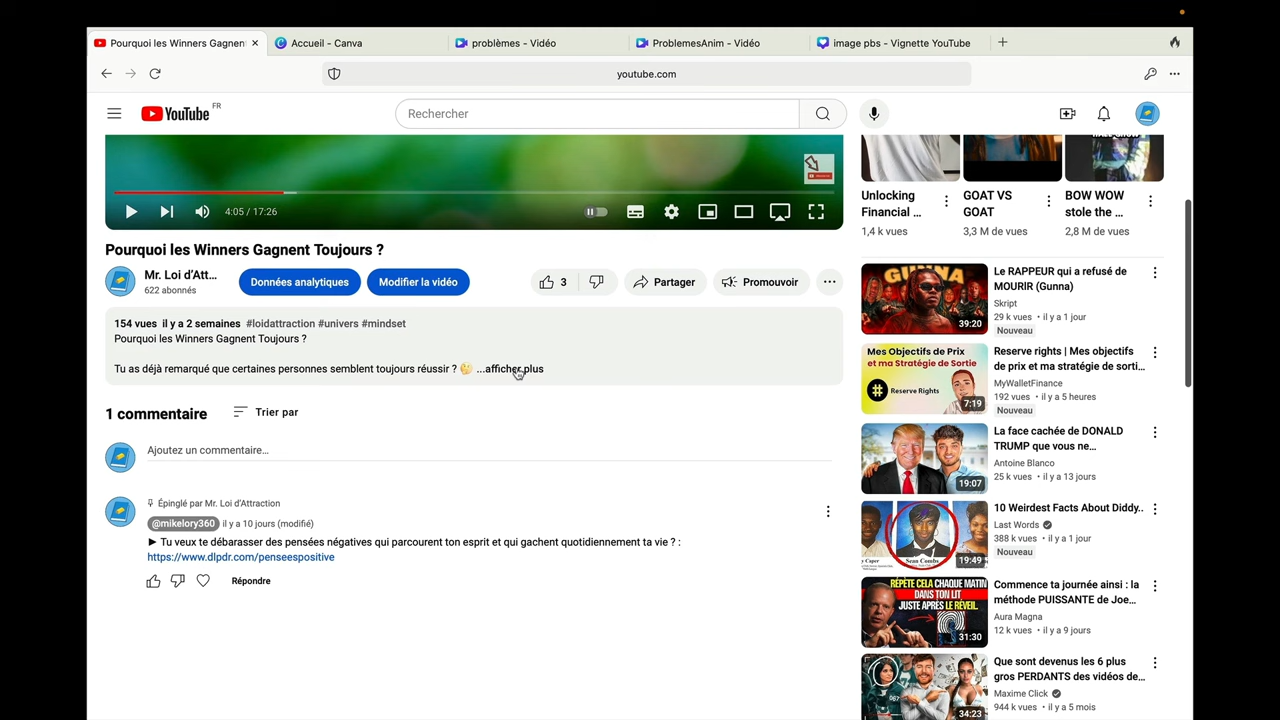 Pourquoi les Winners Gagnent
Accueil - Canva
problèmes - Vidéo
ProblemesAnim - Vidéo
image pbs - Vignette YouTube
youtube.com
YouTube FR
Rechercher
4:05 / 17:26
Pourquoi les Winners Gagnent Toujours ?
Mr. Loi d'Att...
622 abonnés
Données analytiques
Modifier la vidéo
3
Partager
Promouvoir
154 vues il y a 2 semaines #loidattraction #univers #mindset
Pourquoi les Winners Gagnent Toujours ?
Tu as déjà remarqué que certaines personnes semblent toujours réussir ? 🤔 ...afficher plus
1 commentaire
Trier par
Ajoutez un commentaire...
Épinglé par Mr. Loi d'Attraction
@mikelory360 il y a 10 jours (modifié)
► Tu veux te débarasser des pensées négatives qui parcourent ton esprit et qui gachent quotidiennement ta vie ? :
https://www.dlpdr.com/penseespositive
Répondre
Unlocking
Financial ...
1,4 k vues
GOAT VS
GOAT
3,3 M de vues
BOW WOW
stole the ...
2,8 M de vues
GUNNA
39:20
Le RAPPEUR qui a refusé de
MOURIR (Gunna)
Skript
29 k vues • il y a 1 jour
Nouveau
Mes Objectifs de Prix
et ma Stratégie de Sortie
Reserve Rights
7:19
Reserve rights | Mes objectifs
de prix et ma stratégie de sorti...
MyWalletFinance
192 vues • il y a 5 heures
Nouveau
19:07
La face cachée de DONALD
TRUMP que vous ne...
Antoine Blanco
25 k vues • il y a 13 jours
Sean Combs
19:49
10 Weirdest Facts About Diddy..
Last Words
388 k vues • il y a 1 jour
Nouveau
RÉPÈTE CELA CHAQUE MATIN
DANS TON LIT
JUSTE APRÈS LE RÉVEIL.
31:30
Commence ta journée ainsi : la
méthode PUISSANTE de Joe...
Aura Magna
12 k vues • il y a 9 jours
34:23
Que sont devenus les 6 plus
gros PERDANTS des vidéos de...
Maxime Click
944 k vues • il y a 5 mois